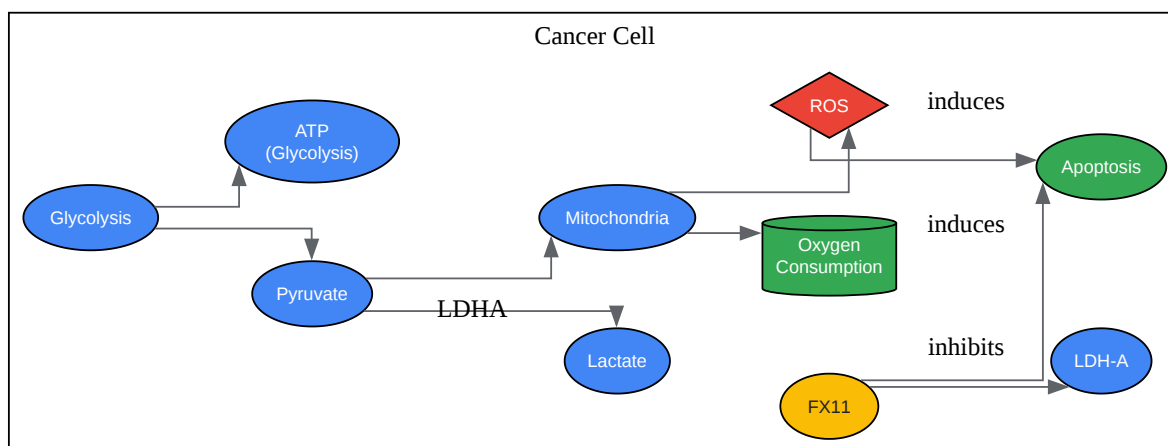 Cancer Cell
ROS
induces
ATP
(Glycolysis)
Apoptosis
Glycolysis
Mitochondria
induces
Oxygen
Consumption
Pyruvate
LDHA
Lactate
inhibits
LDH-A
FX11